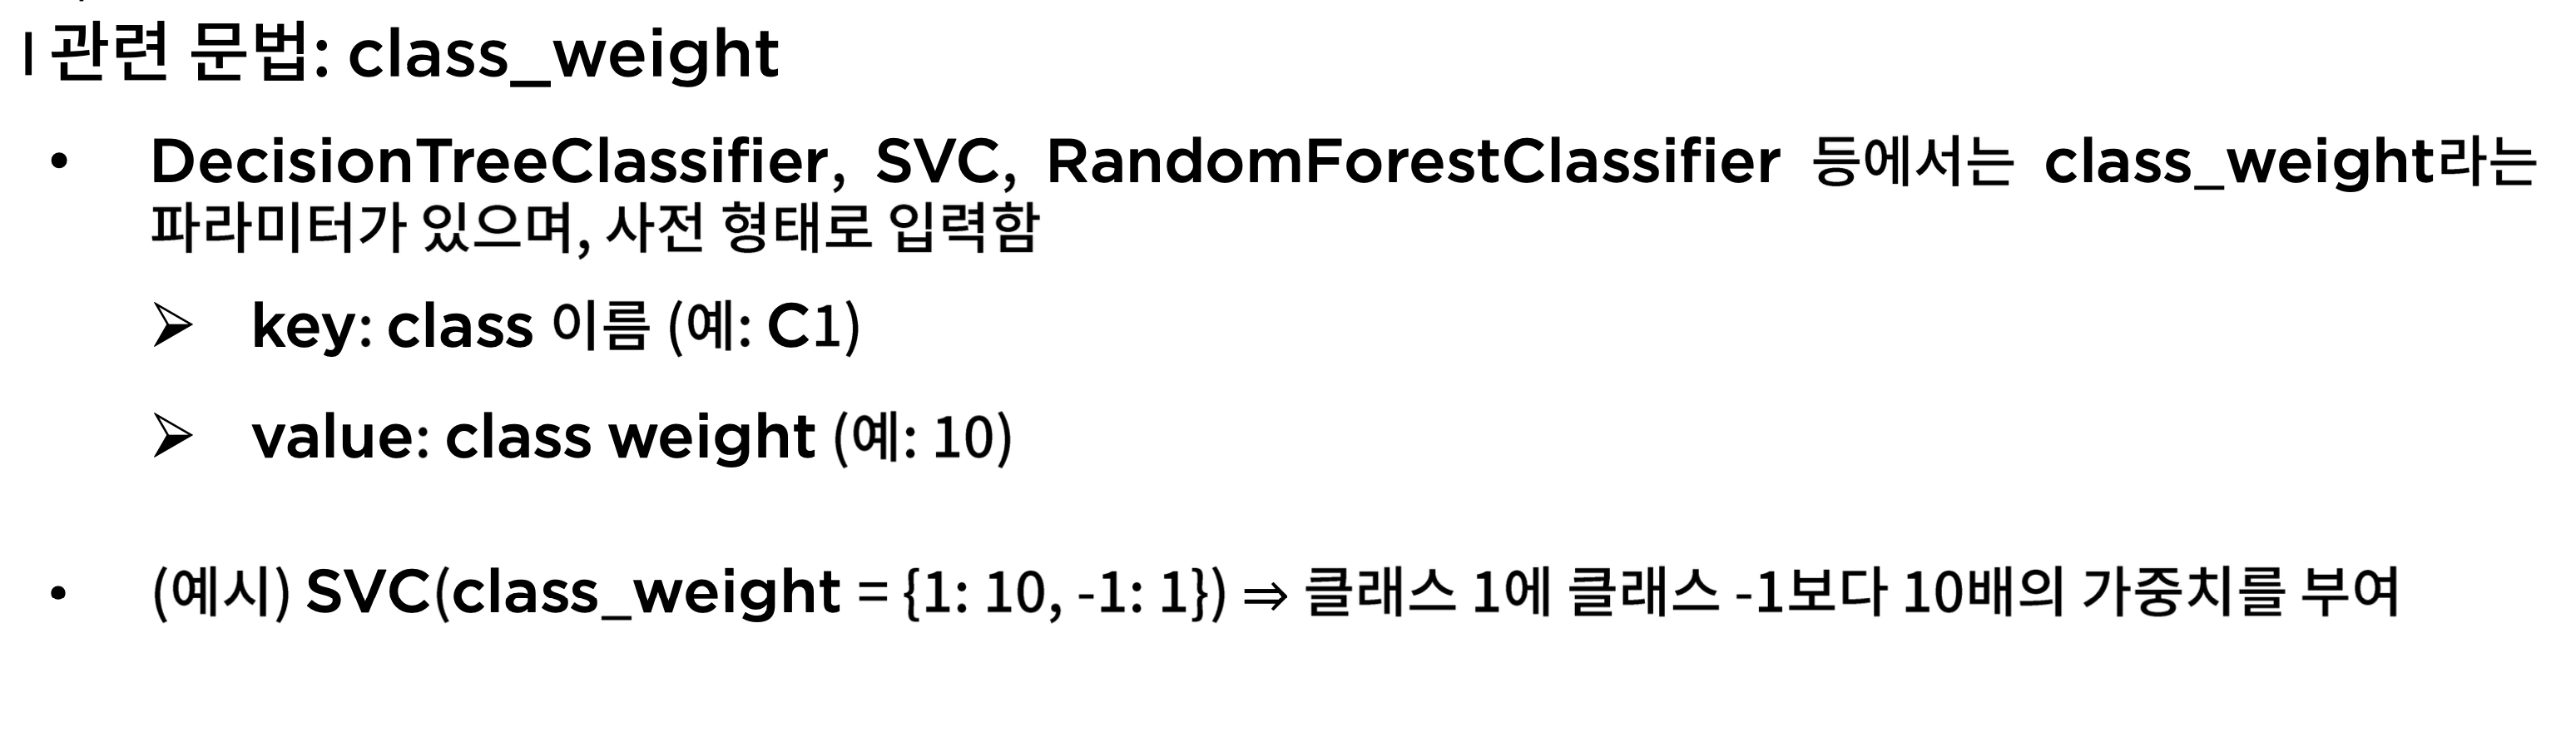 | 관련 문법: class_weight
• DecisionTreeClassifier, SVC, RandomForestClassifier 등에서는 class_weight라는
파라미터가 있으며, 사전 형태로 입력함
➢ key: class 이름 (예: C1)
➢ value: class weight (예: 10)
• (예시) SVC(class_weight = {1: 10, -1: 1}) ⇒ 클래스 1에 클래스 -1보다 10배의 가중치를 부여